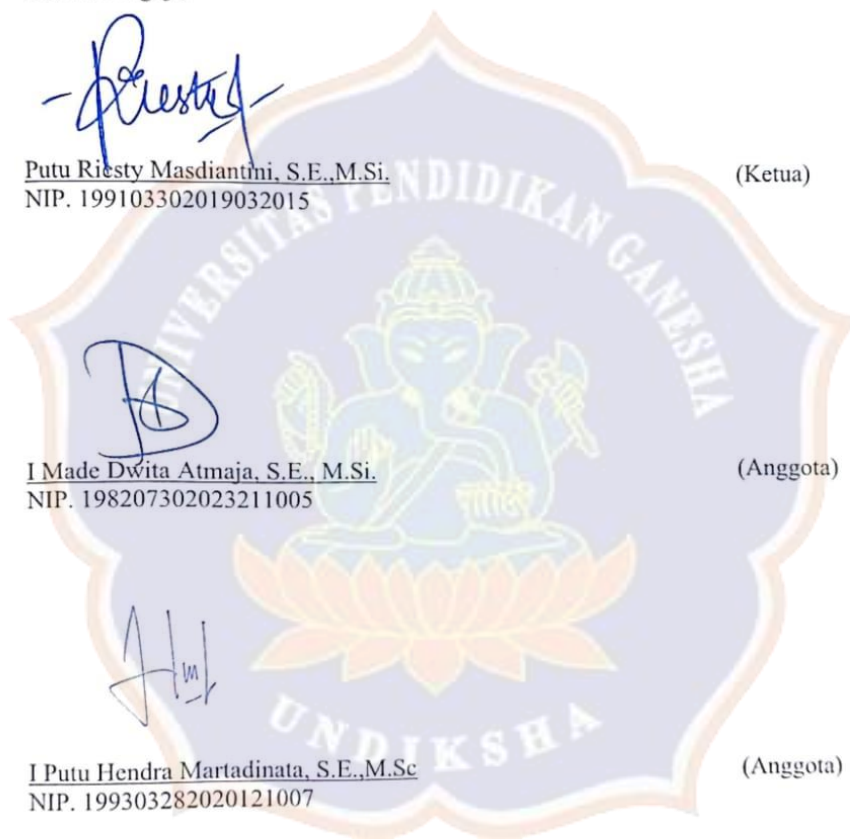 Putu Riesty Masdiantini, S.E.,M.Si.
(Ketua)
NIP. 199103302019032015
UNIVERSITAS PENDIDIKAN GANESHA
I Made Dwita Atmaja, S.E., M.Si.
(Anggota)
NIP. 198207302023211005
UNDIKSHA
I Putu Hendra Martadinata, S.E.,M.Sc
(Anggota)
NIP. 199303282020121007